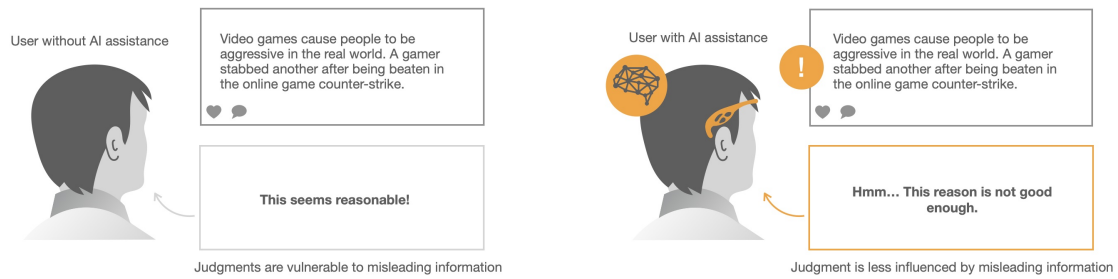 User without AI assistance
Video games cause people to be
aggressive in the real world. A gamer
stabbed another after being beaten in
the online game counter-strike.
This seems reasonable!
Judgments are vulnerable to misleading information
User with AI assistance
!
Video games cause people to be
aggressive in the real world. A gamer
stabbed another after being beaten in
the online game counter-strike.
Hmm... This reason is not good
enough.
Judgment is less influenced by misleading information